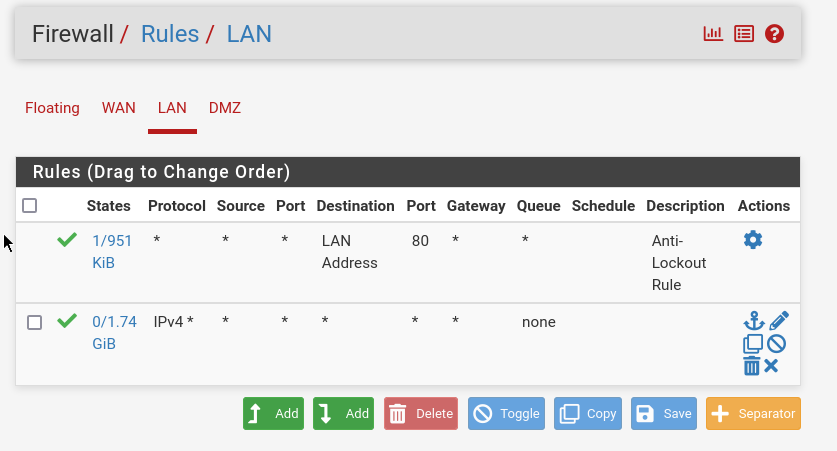 Firewall / Rules / LAN
Floating WAN LAN DMZ
Rules (Drag to Change Order)
States Protocol Source Port Destination Port Gateway Queue Schedule Description Actions
1/951 KiB * * * LAN Address 80 * * Anti-Lockout Rule
0/1.74 GiB IPv4 * * * * * * none
Add Add Delete Toggle Copy Save Separator